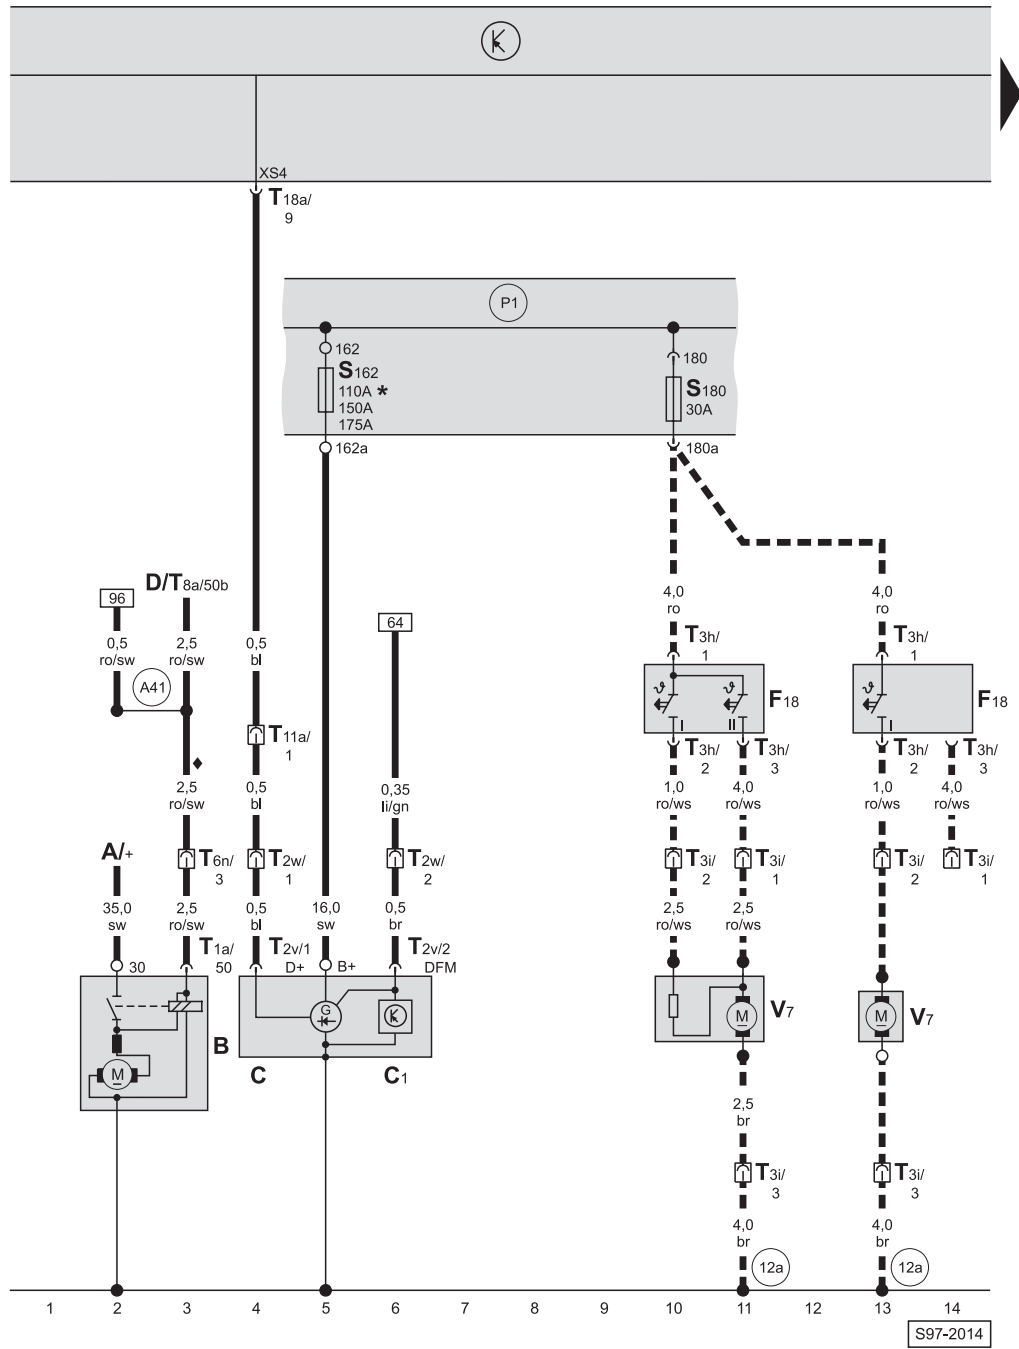 XS4
T18a/
9
P1
162
S162
110A *
150A
175A
162a
180
S180
30A
180a
D/T8a/50b
96
64
0,5
ro/sw
2,5
ro/sw
0,5
bl
4,0
ro
4,0
ro
T3h/
1
T3h/
1
A41
F18
F18
I
II
I
T11a/
1
T3h/
2
T3h/
3
T3h/
2
T3h/
3
2,5
ro/sw
0,5
bl
0,35
li/gn
1,0
ro/ws
4,0
ro/ws
1,0
ro/ws
4,0
ro/ws
A/+
T6n/
3
T2w/
1
T2w/
2
T3i/
2
T3i/
1
T3i/
2
T3i/
1
35,0
sw
2,5
ro/sw
0,5
bl
16,0
sw
0,5
br
2,5
ro/ws
2,5
ro/ws
30
T1a/
50
T2v/1
D+
B+
T2v/2
DFM
G
M
M
V7
V7
B
M
C
C1
2,5
br
T3i/
3
T3i/
3
4,0
br
4,0
br
12a
12a
1 2 3 4 5 6 7 8 9 10 11 12 13 14
S97-2014